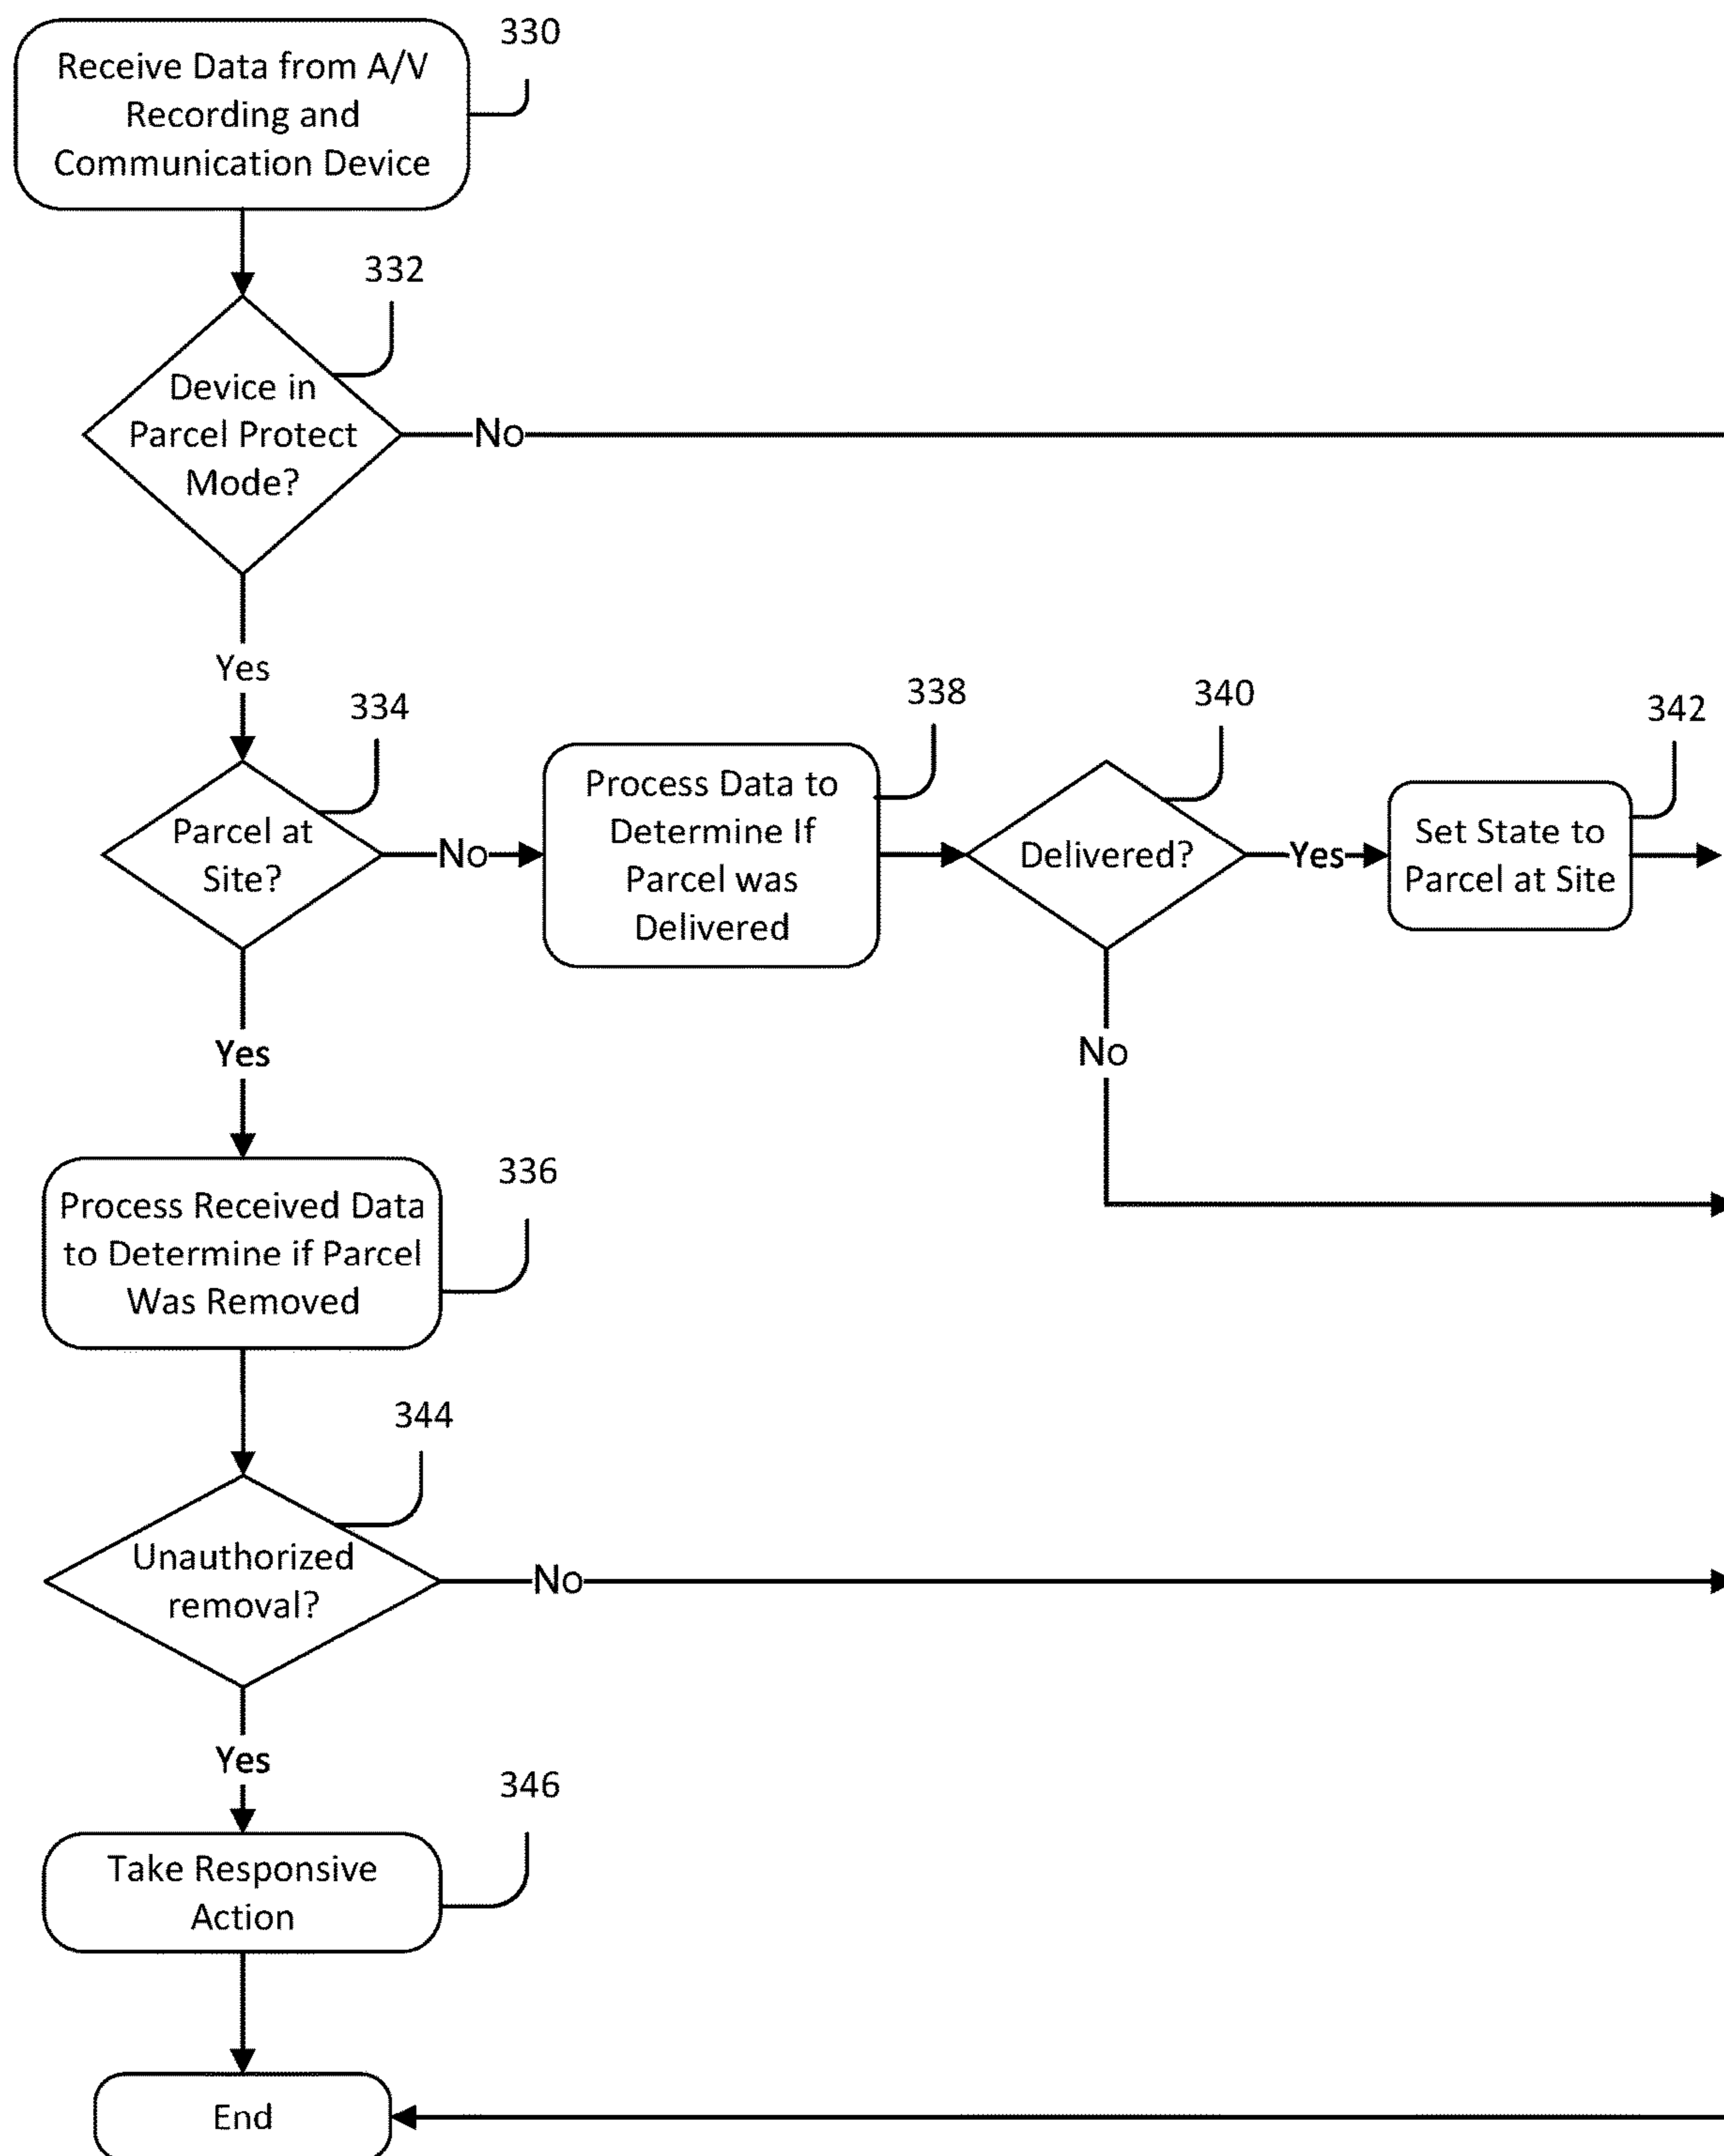 330
Receive Data from A/V
Recording and
Communication Device
332
Device in
Parcel Protect
Mode?
No
Yes
334
Parcel at
Site?
No
338
Process Data to
Determine If
Parcel was
Delivered
340
Delivered?
Yes
342
Set State to
Parcel at Site
No
Yes
336
Process Received Data
to Determine if Parcel
Was Removed
344
Unauthorized
removal?
No
Yes
346
Take Responsive
Action
End